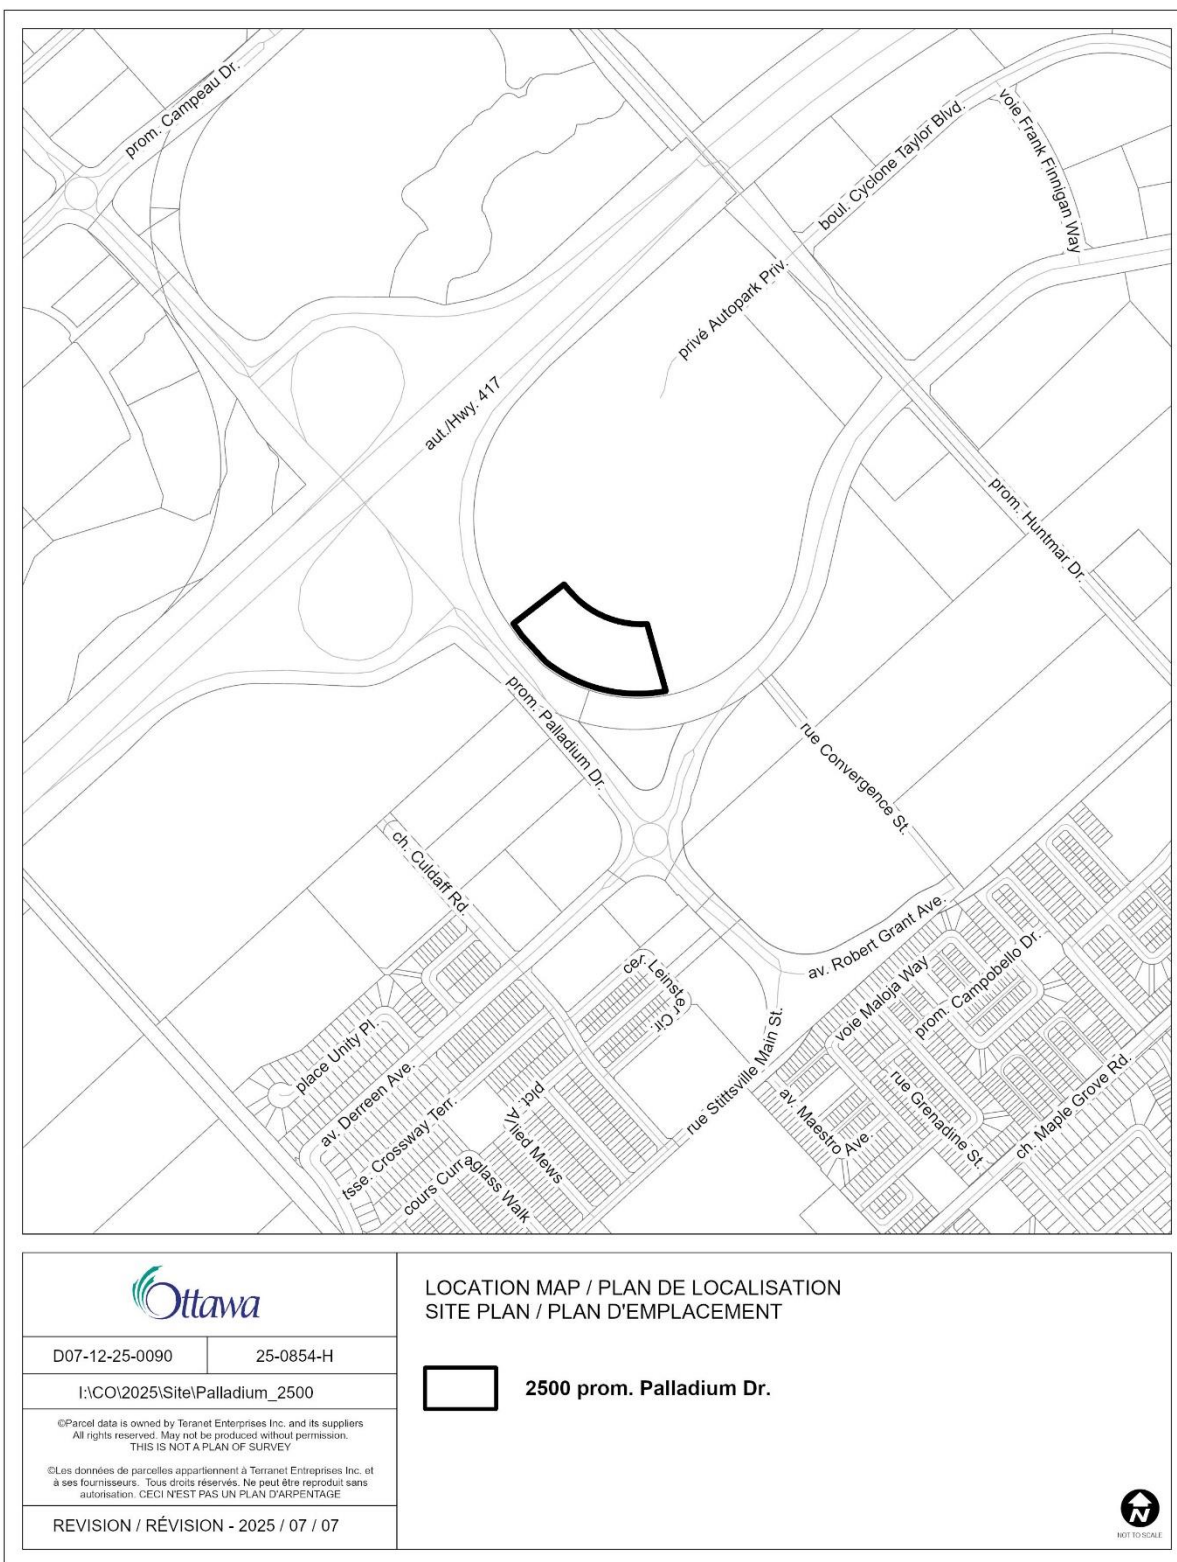 prom. Campeau Dr.
boul. Cyclone Taylor Blvd.
voie Frank Finnigan Way
privé Autopark Priv.
aut./Hwy. 417
prom. Huntmar Dr.
prom. Palladium Dr.
rue Convergence St.
ch. Culdaff Rd.
av. Robert Grant Ave.
cer. Leinster Cir.
voie Maloja Way
prom. Campobello Dr.
place Unity Pl.
av. Derreen Ave.
rue Stittsville Main St.
av. Maestro Ave.
rue Grenadine St.
ch. Maple Grove Rd.
tsse. Crossway Terr.
plct. Allied Mews
cours Curraglass Walk
Ottawa
D07-12-25-0090
25-0854-H
I:\CO\2025\Site\Palladium_2500
©Parcel data is owned by Teranet Enterprises Inc. and its suppliers
All rights reserved. May not be produced without permission.
THIS IS NOT A PLAN OF SURVEY
©Les données de parcelles appartiennent à Terranet Entreprises Inc. et
à ses fournisseurs. Tous droits réservés. Ne peut être reproduit sans
autorisation. CECI N'EST PAS UN PLAN D'ARPENTAGE
REVISION / RÉVISION - 2025 / 07 / 07
LOCATION MAP / PLAN DE LOCALISATION
SITE PLAN / PLAN D'EMPLACEMENT
2500 prom. Palladium Dr.
N
NOT TO SCALE